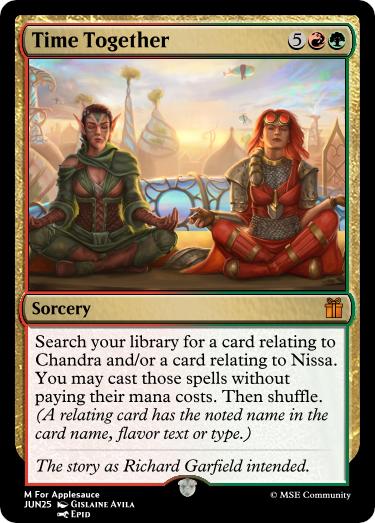 Time Together 5
Sorcery
Search your library for a card relating to
Chandra and/or a card relating to Nissa.
You may cast those spells without
paying their mana costs. Then shuffle.
(A relating card has the noted name in the
card name, flavor text or type.)
The story as Richard Garfield intended.
M For Applesauce
JUN25 Gislaine Avila
Epid
© MSE Community